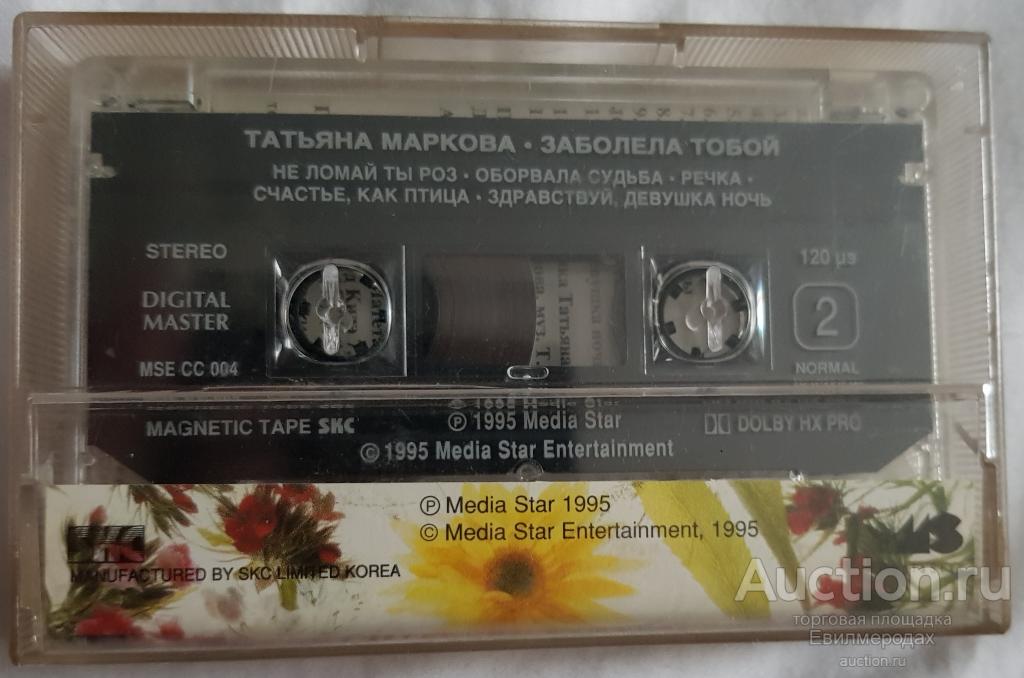 ТАТЬЯНА МАРКОВА • ЗАБОЛЕЛА ТОБОЙ
НЕ ЛОМАЙ ТЫ РОЗ • ОБОРВАЛА СУДЬБА • РЕЧКА •
СЧАСТЬЕ, КАК ПТИЦА • ЗДРАВСТВУЙ, ДЕВУШКА НОЧЬ
STEREO
120 µs
DIGITAL
MASTER
2
MSE CC 004
NORMAL
MAGNETIC TAPE SKC
℗ 1995 Media Star
DOLBY HX PRO
© 1995 Media Star Entertainment
℗ Media Star 1995
© Media Star Entertainment, 1995
SKC
MS
MANUFACTURED BY SKC LIMITED KOREA
Auction.ru
торговая площадка
Евилмеродах
auction.ru